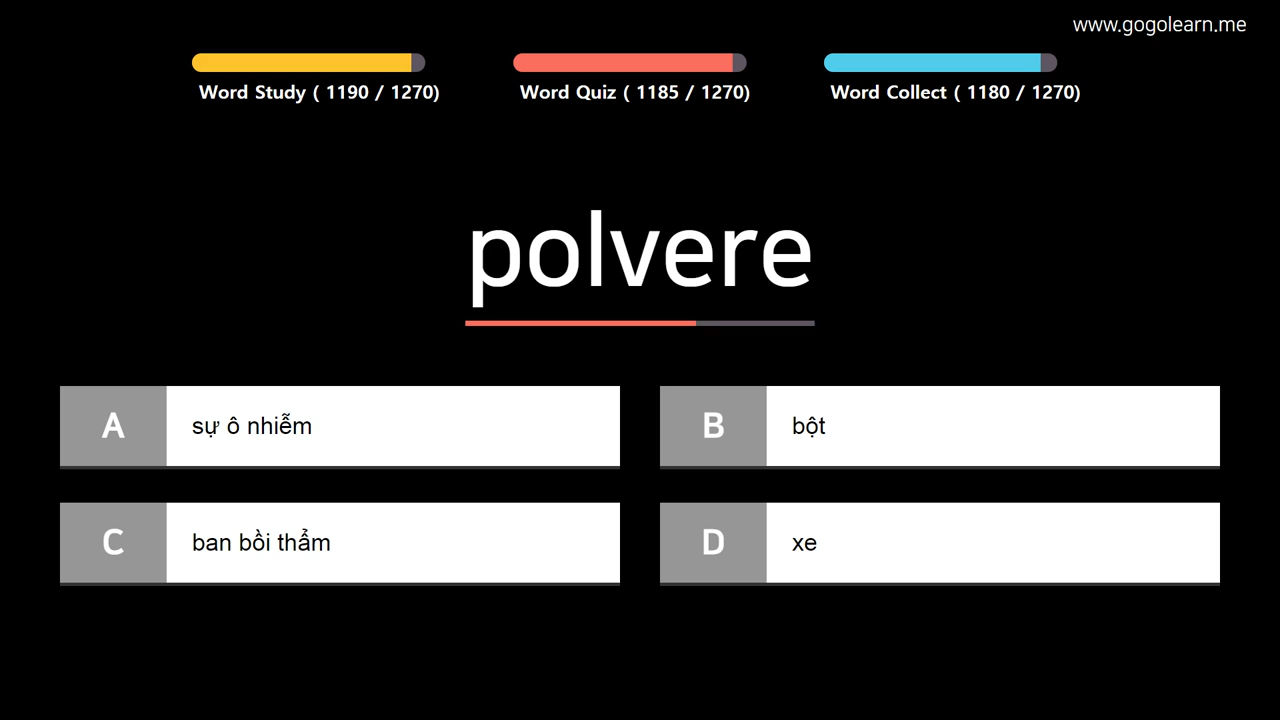 www.gogolearn.me
Word Study ( 1190 / 1270)
Word Quiz ( 1185 / 1270)
Word Collect ( 1180 / 1270)
polvere
A sự ô nhiễm
B bột
C ban bồi thẩm
D xe